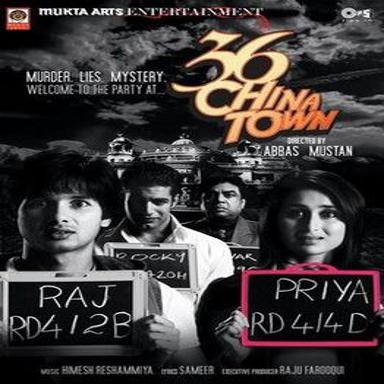 MUKTA ARTS ENTERTAINMENT
Tips
36
CHINA
TOWN
MURDER. LIES. MYSTERY.
WELCOME TO THE PARTY AT...
DIRECTED BY
ABBAS MUSTAN
ROCKY
RAJ
RD412B
PRIYA
RD414D
MUSIC HIMESH RESHAMMIYA LYRICS SAMEER EXECUTIVE PRODUCER RAJU FAROOQUI